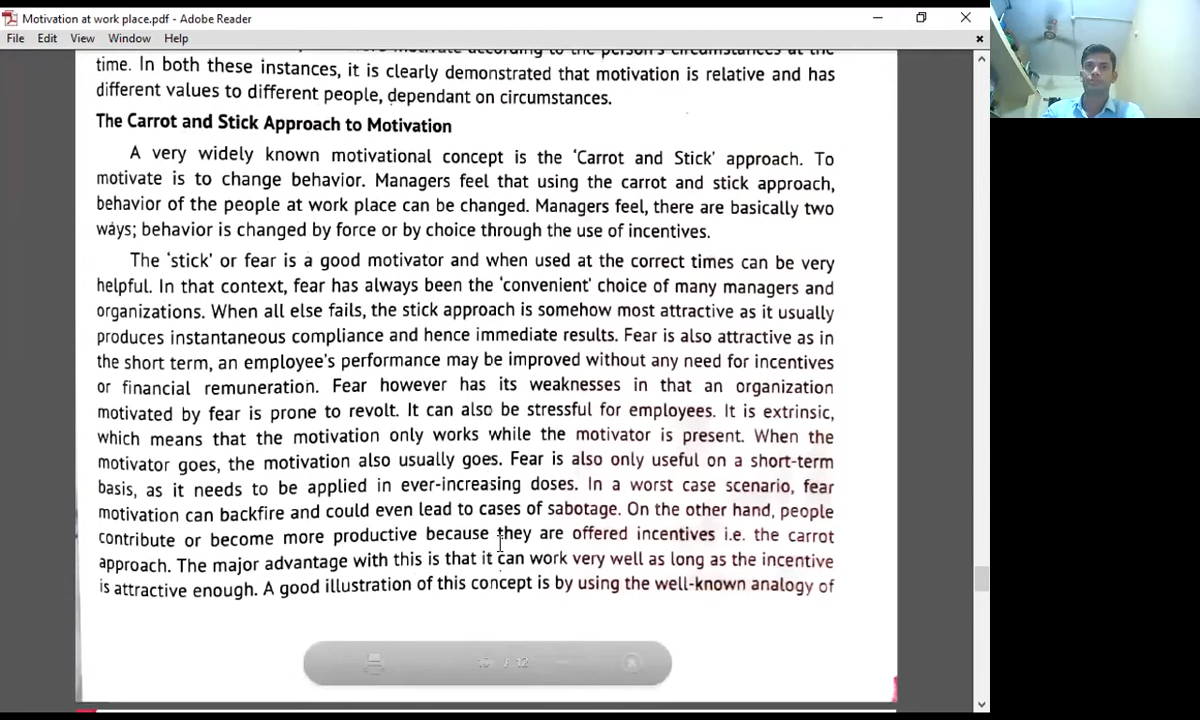 Motivation at work place.pdf - Adobe Reader
File Edit View Window Help
time. In both these instances, it is clearly demonstrated that motivation is relative and has
different values to different people, dependant on circumstances.
The Carrot and Stick Approach to Motivation
A very widely known motivational concept is the 'Carrot and Stick' approach. To
motivate is to change behavior. Managers feel that using the carrot and stick approach,
behavior of the people at work place can be changed. Managers feel, there are basically two
ways; behavior is changed by force or by choice through the use of incentives.
The 'stick' or fear is a good motivator and when used at the correct times can be very
helpful. In that context, fear has always been the 'convenient' choice of many managers and
organizations. When all else fails, the stick approach is somehow most attractive as it usually
produces instantaneous compliance and hence immediate results. Fear is also attractive as in
the short term, an employee's performance may be improved without any need for incentives
or financial remuneration. Fear however has its weaknesses in that an organization
motivated by fear is prone to revolt. It can also be stressful for employees. It is extrinsic,
which means that the motivation only works while the motivator is present. When the
motivator goes, the motivation also usually goes. Fear is also only useful on a short-term
basis, as it needs to be applied in ever-increasing doses. In a worst case scenario, fear
motivation can backfire and could even lead to cases of sabotage. On the other hand, people
contribute or become more productive because they are offered incentives i.e. the carrot
approach. The major advantage with this is that it can work very well as long as the incentive
is attractive enough. A good illustration of this concept is by using the well-known analogy of
/ 12